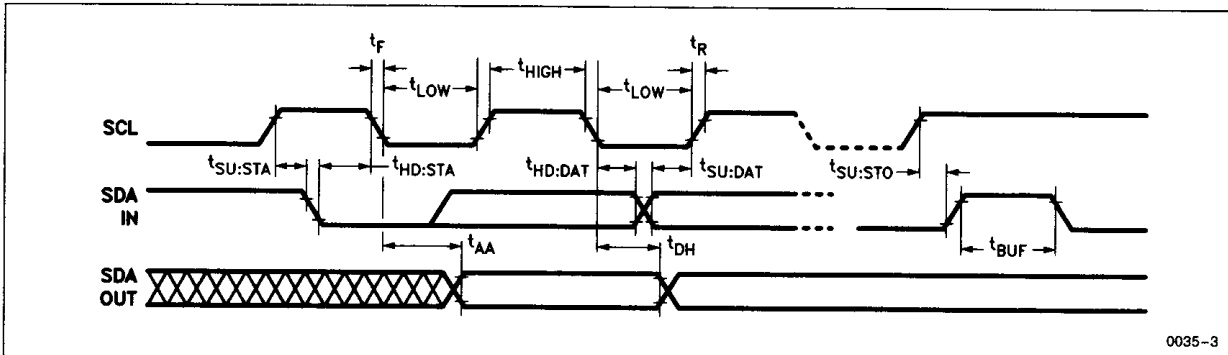 tF
tR
tHIGH
tLOW
tLOW
SCL
tSU:STA
tHD:STA
tHD:DAT
tSU:DAT
tSU:STO
SDA
IN
tAA
tDH
tBUF
SDA
OUT
0035-3